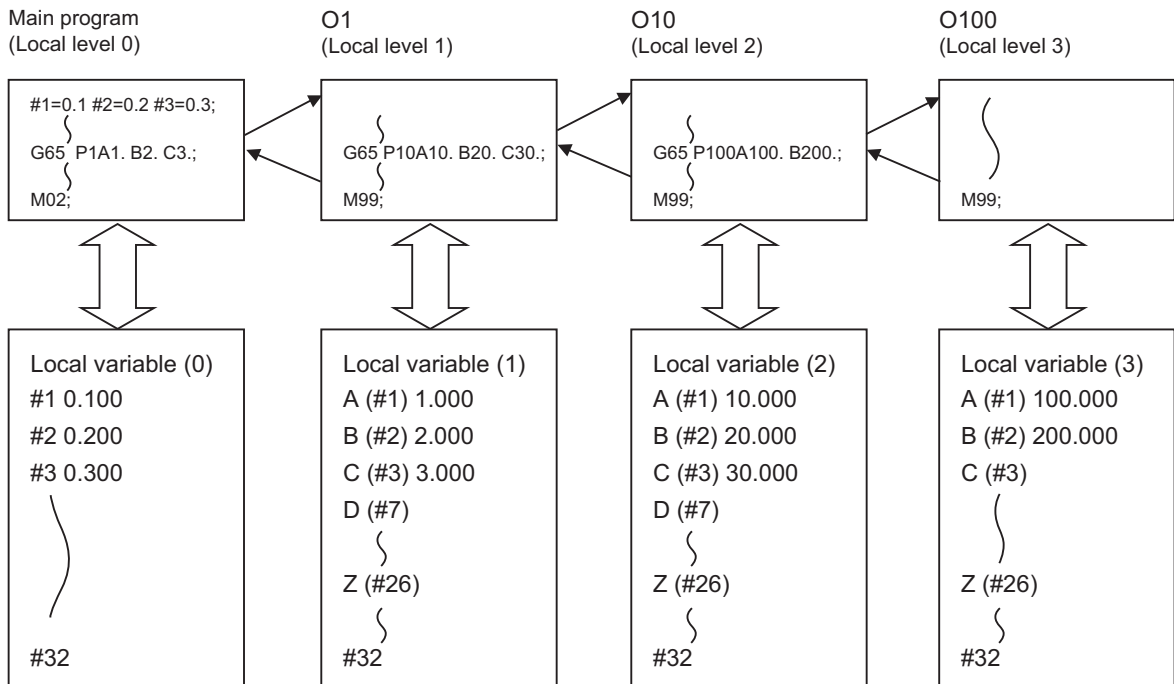 Main program
(Local level 0)
#1=0.1 #2=0.2 #3=0.3;
G65 P1A1. B2. C3.;
M02;
Local variable (0)
#1 0.100
#2 0.200
#3 0.300
#32
O1
(Local level 1)
G65 P10A10. B20. C30.;
M99;
Local variable (1)
A (#1) 1.000
B (#2) 2.000
C (#3) 3.000
D (#7)
Z (#26)
#32
O10
(Local level 2)
G65 P100A100. B200.;
M99;
Local variable (2)
A (#1) 10.000
B (#2) 20.000
C (#3) 30.000
D (#7)
Z (#26)
#32
O100
(Local level 3)
M99;
Local variable (3)
A (#1) 100.000
B (#2) 200.000
C (#3)
Z (#26)
#32